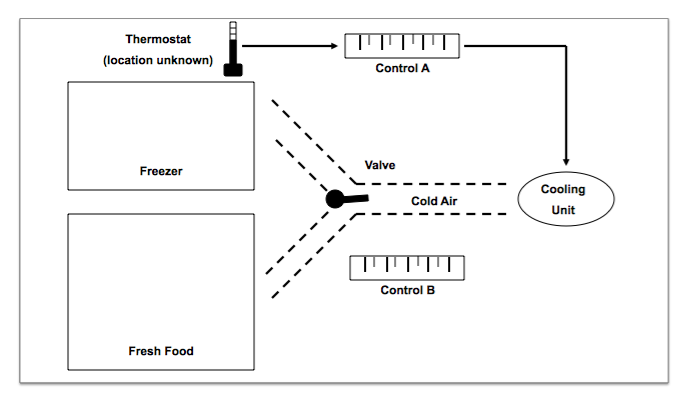 Thermostat
(location unknown)
Control A
Freezer
Valve
Cold Air
Cooling
Unit
Control B
Fresh Food